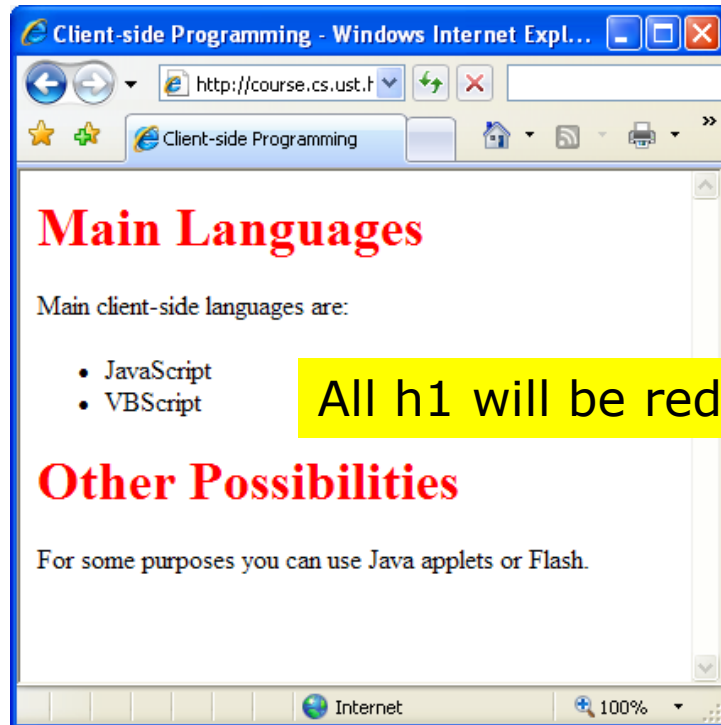 Client-side Programming - Windows Internet Expl...
http://course.cs.ust.h
Client-side Programming
»
Main Languages
Main client-side languages are:
• JavaScript
• VBScript
All h1 will be red
Other Possibilities
For some purposes you can use Java applets or Flash.
Internet
100%